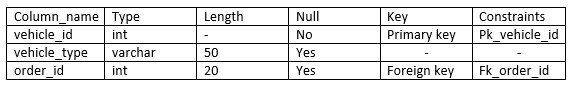 Column_name Type Length Null Key Constraints
vehicle_id int - No Primary key Pk_vehicle_id
vehicle_type varchar 50 Yes - -
order_id int 20 Yes Foreign key Fk_order_id